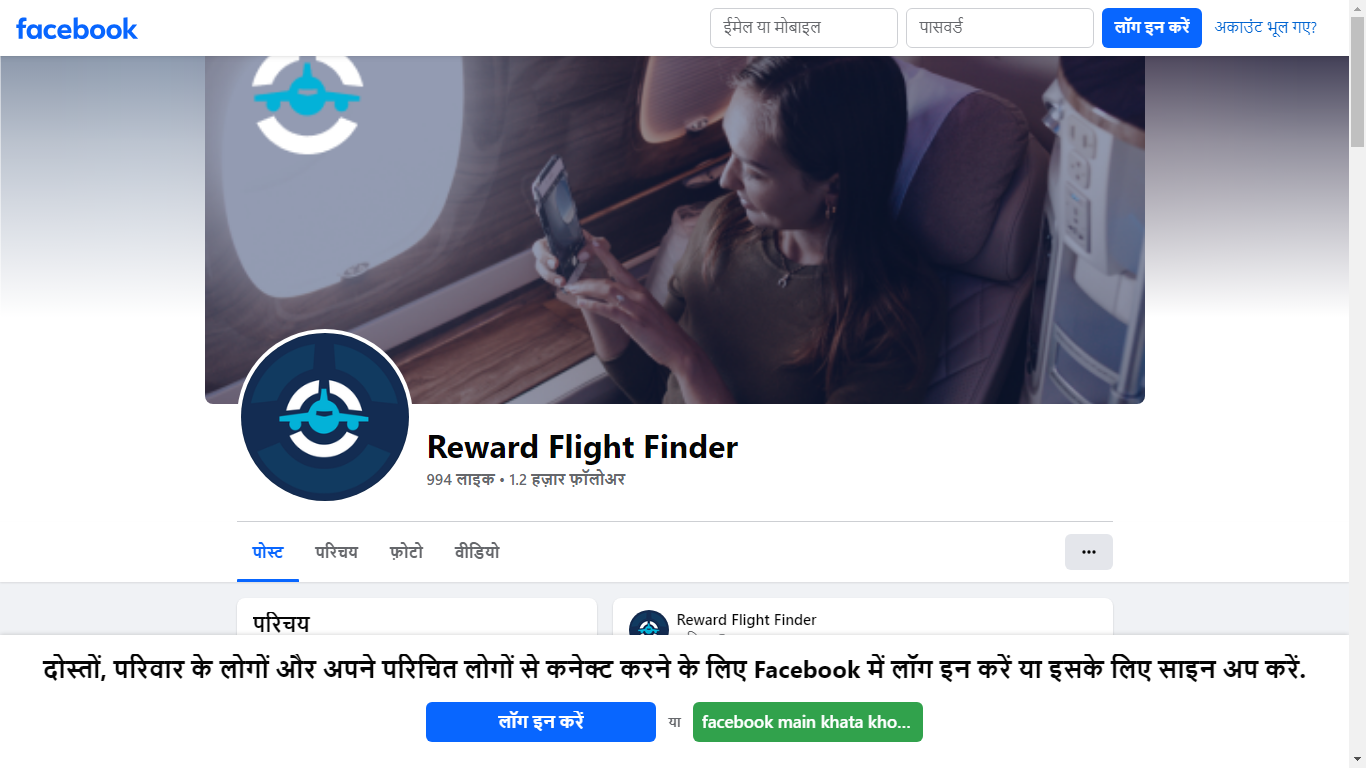 facebook
ईमेल या मोबाइल
पासवर्ड
लॉग इन करें
अकाउंट भूल गए?
Reward Flight Finder
994 लाइक • 1.2 हज़ार फ़ॉलोअर
पोस्ट
परिचय
फ़ोटो
वीडियो
परिचय
Reward Flight Finder
दोस्तों, परिवार के लोगों और अपने परिचित लोगों से कनेक्ट करने के लिए Facebook में लॉग इन करें या इसके लिए साइन अप करें.
लॉग इन करें
या
facebook main khata kho...